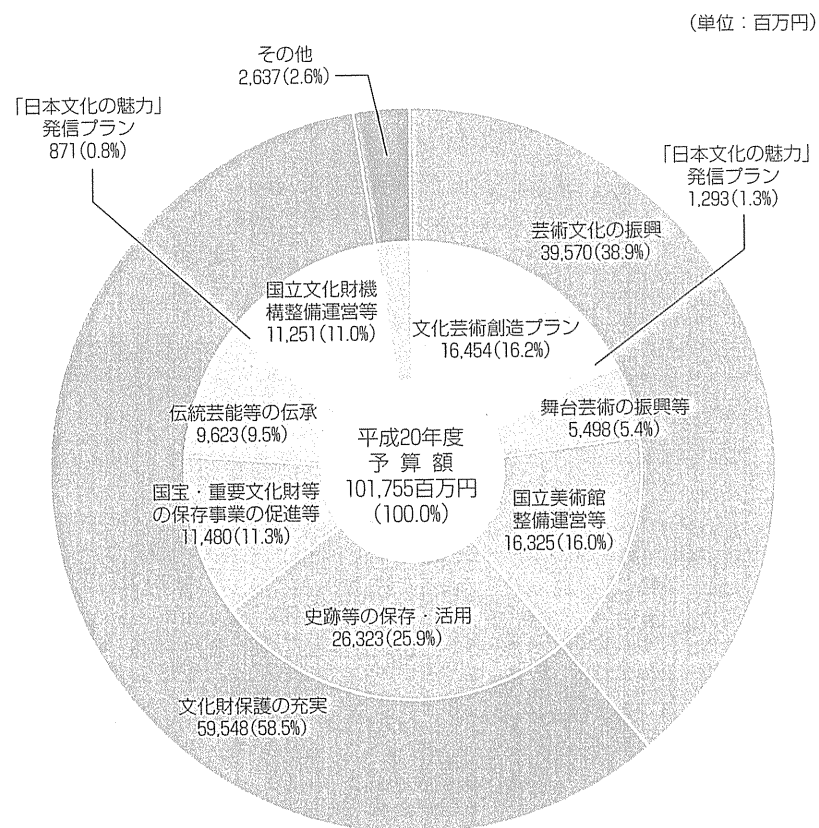 (単位：百万円)
その他
2,637(2.6%)
「日本文化の魅力」
発信プラン
871(0.8%)
「日本文化の魅力」
発信プラン
1,293(1.3%)
芸術文化の振興
39,570(38.9%)
国立文化財機
構整備運営等
11,251(11.0%)
文化芸術創造プラン
16,454(16.2%)
伝統芸能等の伝承
9,623(9.5%)
舞台芸術の振興等
5,498(5.4%)
平成20年度
予算額
101,755百万円
(100.0%)
国宝・重要文化財等
の保存事業の促進等
11,480(11.3%)
国立美術館
整備運営等
16,325(16.0%)
史跡等の保存・活用
26,323(25.9%)
文化財保護の充実
59,548(58.5%)